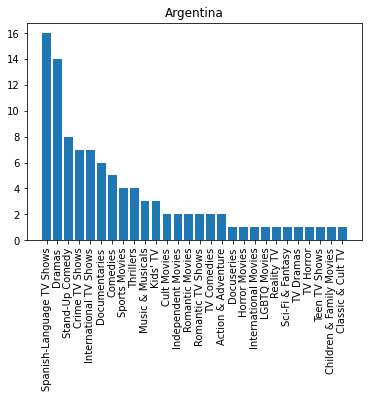 Argentina
16
14
12
10
8
6
4
2
0
Spanish-Language TV Shows
Dramas
Stand-Up Comedy
Crime TV Shows
International TV Shows
Documentaries
Comedies
Sports Movies
Thrillers
Music & Musicals
Kids' TV
Cult Movies
Independent Movies
Romantic Movies
Romantic TV Shows
TV Comedies
Action & Adventure
Docuseries
Horror Movies
International Movies
LGBTQ Movies
Reality TV
Sci-Fi & Fantasy
TV Dramas
TV Horror
Teen TV Shows
Children & Family Movies
Classic & Cult TV